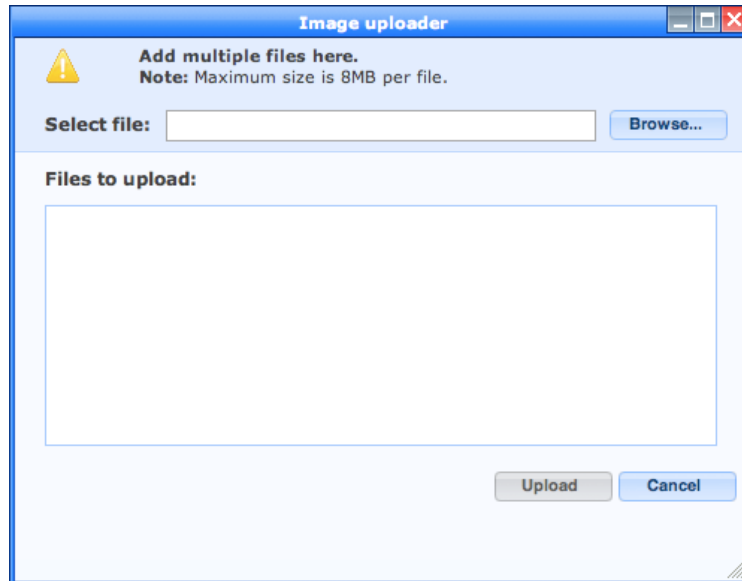 Image uploader
Add multiple files here.
Note: Maximum size is 8MB per file.
Select file:
Browse...
Files to upload:
Upload
Cancel